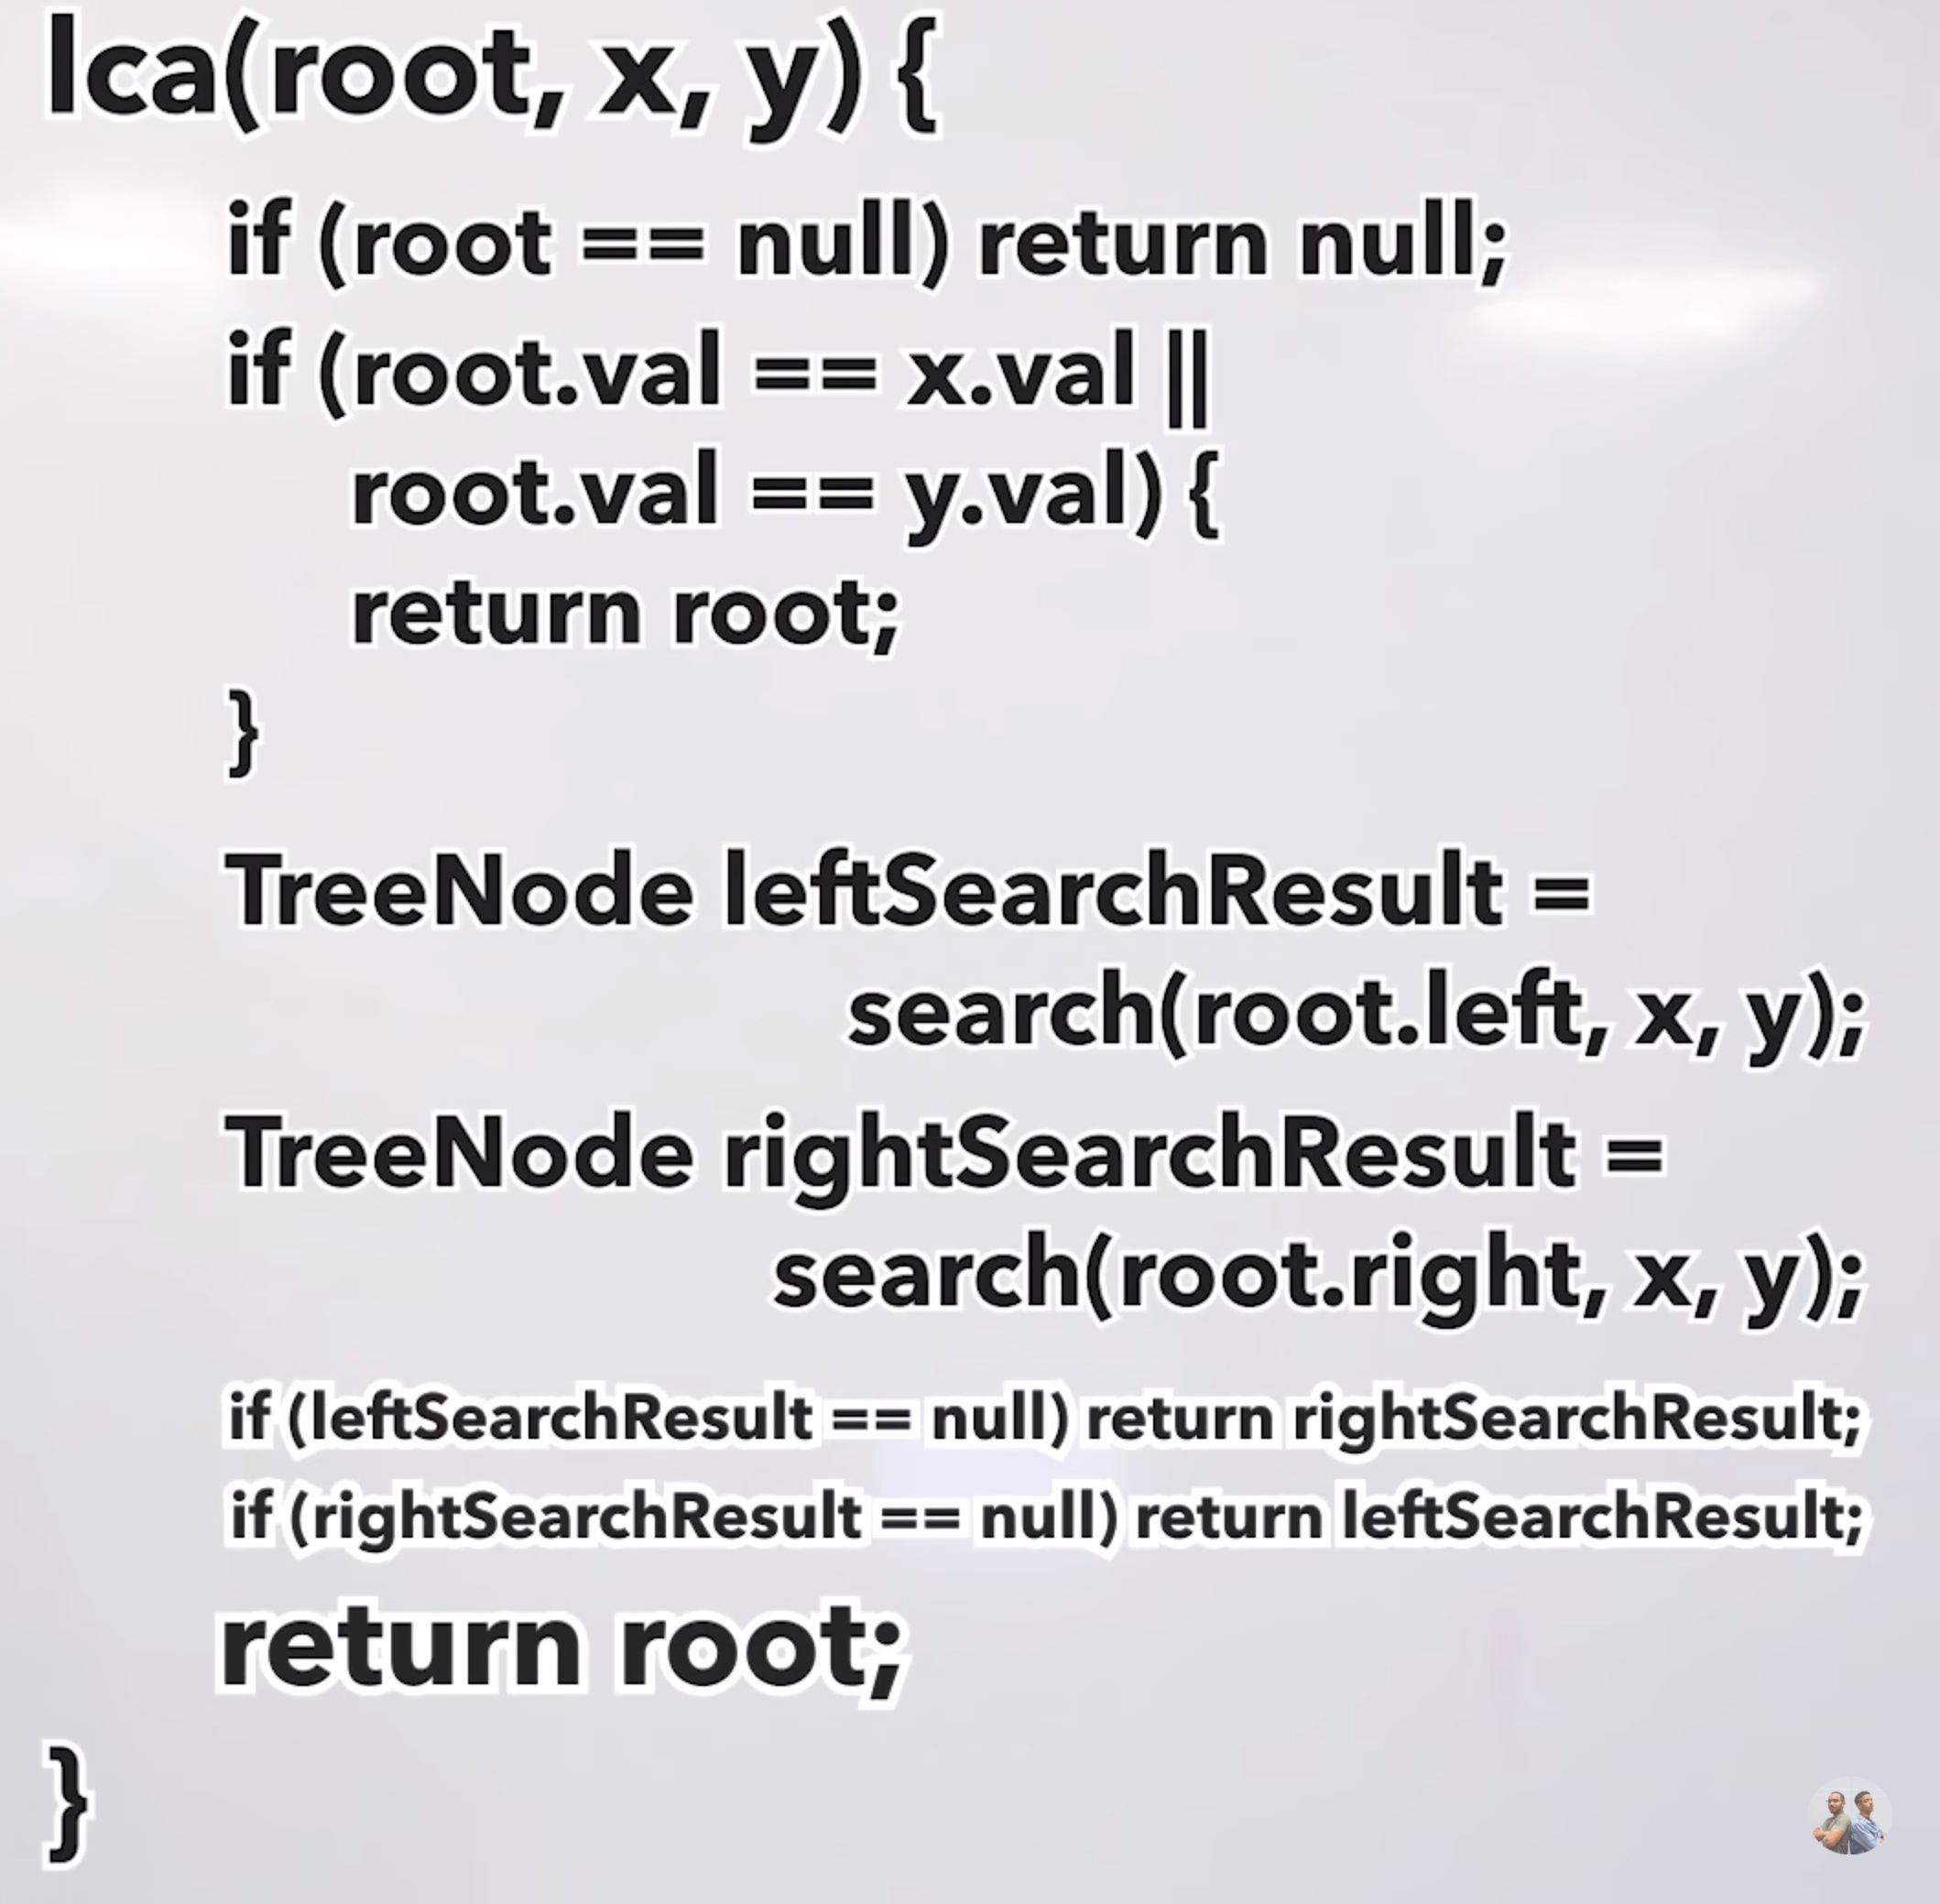 lca(root, x, y) {
if (root == null) return null;
if (root.val == x.val ||
root.val == y.val) {
return root;
}
TreeNode leftSearchResult =
search(root.left, x, y);
TreeNode rightSearchResult =
search(root.right, x, y);
if (leftSearchResult == null) return rightSearchResult;
if (rightSearchResult == null) return leftSearchResult;
return root;
}